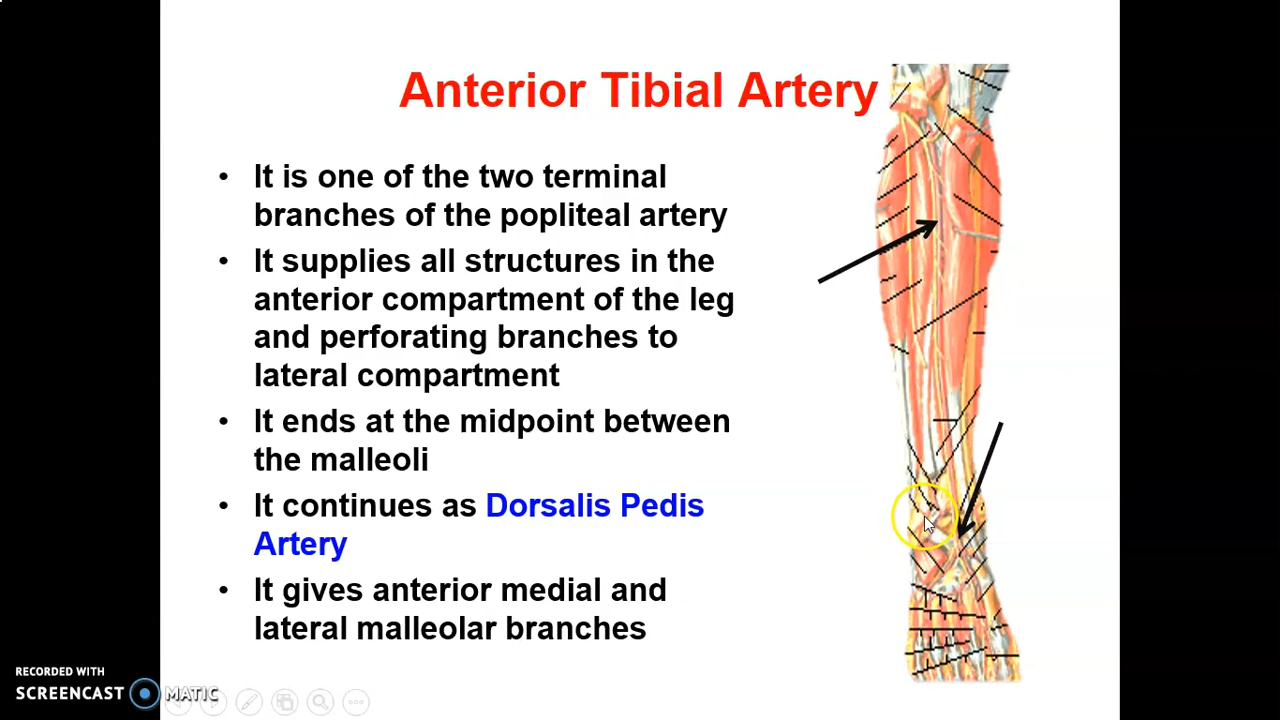 Anterior Tibial Artery
• It is one of the two terminal
branches of the popliteal artery
• It supplies all structures in the
anterior compartment of the leg
and perforating branches to
lateral compartment
• It ends at the midpoint between
the malleoli
• It continues as Dorsalis Pedis
Artery
• It gives anterior medial and
lateral malleolar branches
RECORDED WITH
SCREENCAST MATIC